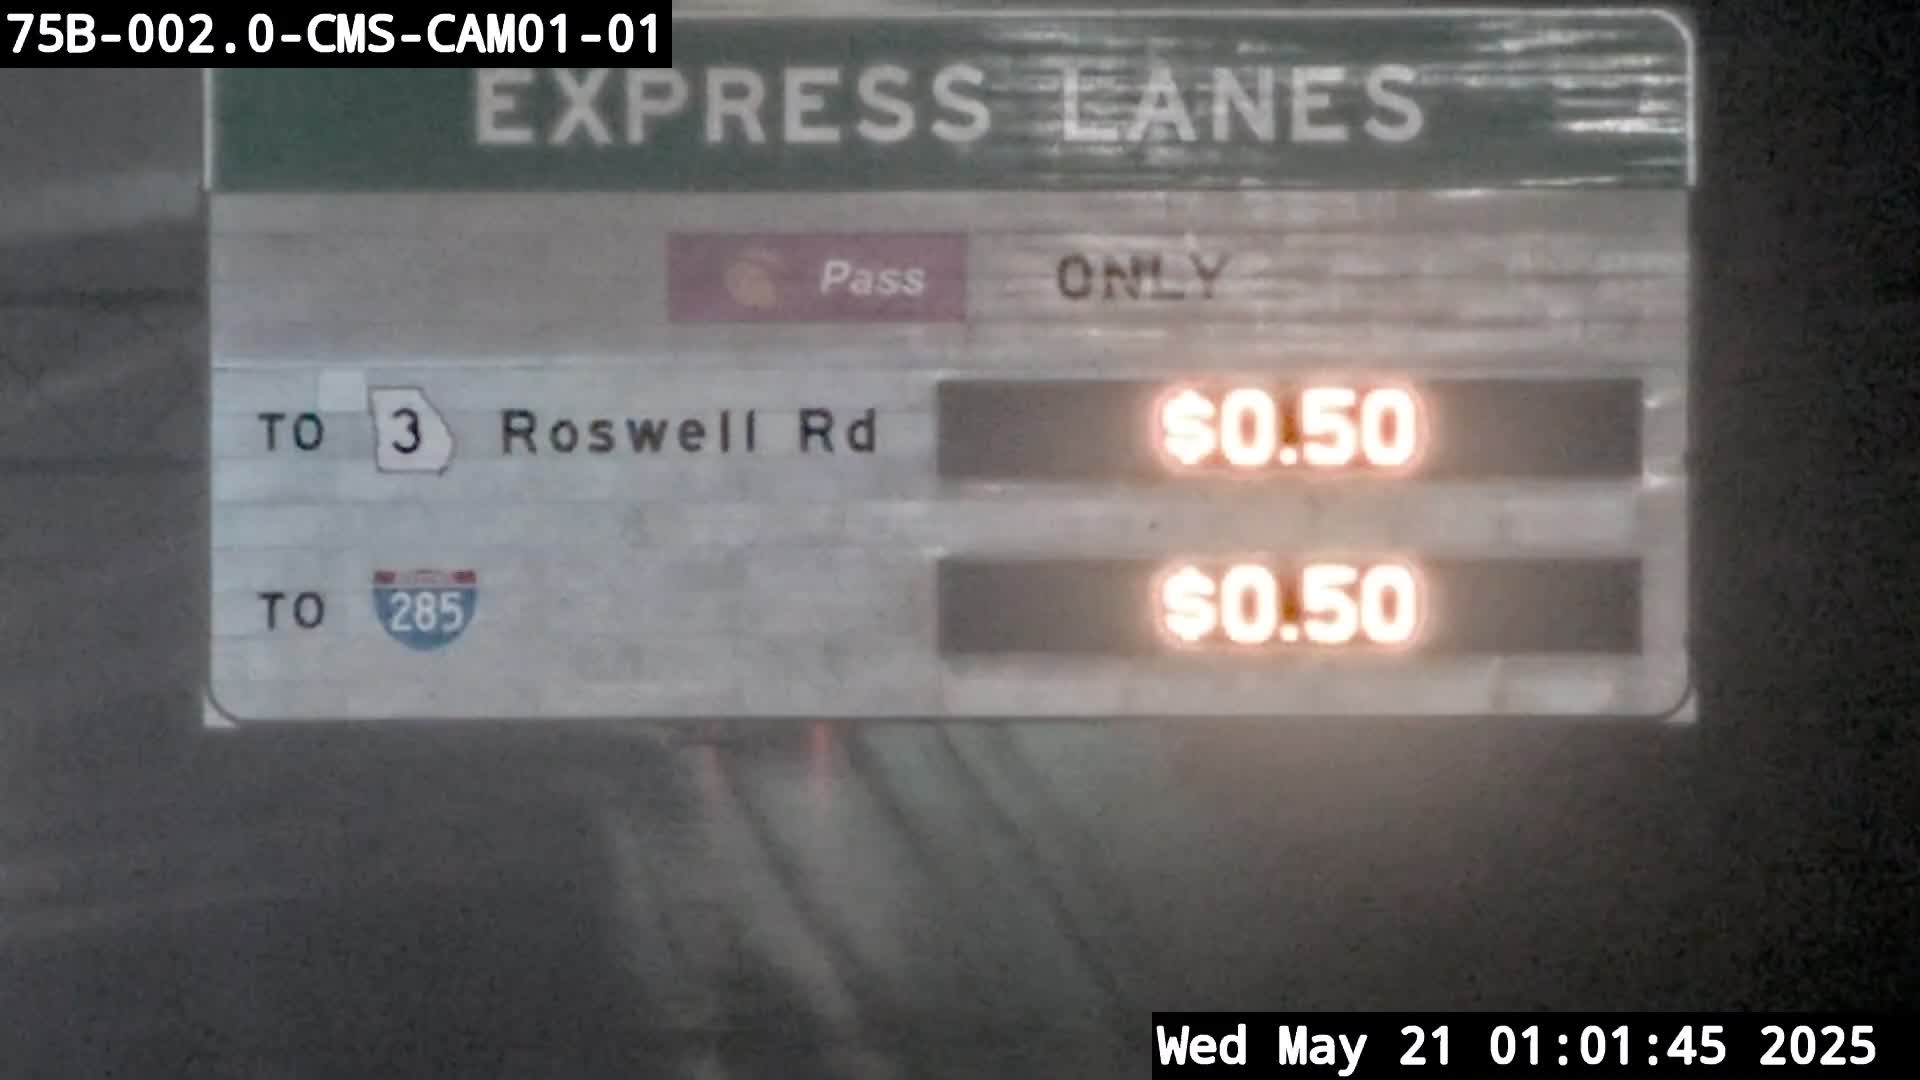 75B-002.0-CMS-CAM01-01
EXPRESS LANES
Pass ONLY
TO 3 Roswell Rd $0.50
TO 285 $0.50
Wed May 21 01:01:45 2025